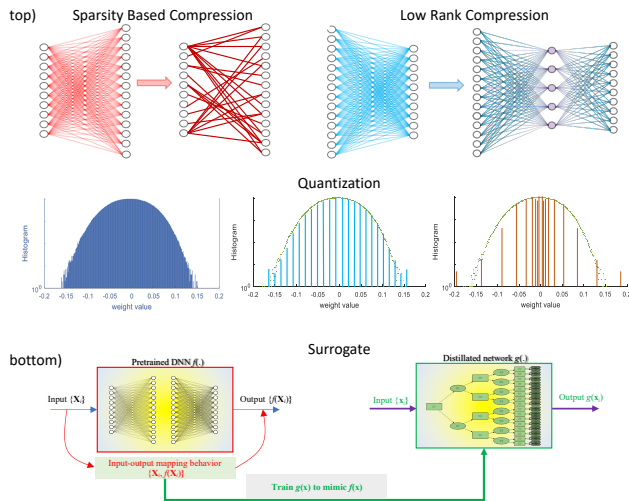 top)
Sparsity Based Compression
Low Rank Compression
Quantization
Histogram
10⁰
-0.2 -0.15 -0.1 -0.05 0 0.05 0.1 0.15 0.2
weight value
Histogram
10⁰
-0.2 -0.15 -0.1 -0.05 0 0.05 0.1 0.15 0.2
weight value
Histogram
10⁰
-0.2 -0.15 -0.1 -0.05 0 0.05 0.1 0.15 0.2
weight value
bottom)
Surrogate
Pretrained DNN f(.)
Input {Xᵢ}
Output {f(Xᵢ)}
Input-output mapping behavior
{Xᵢ, f(Xᵢ)}
Distillated network g(.)
Input {xᵢ}
Output g(xᵢ)
Train g(x) to mimic f(x)